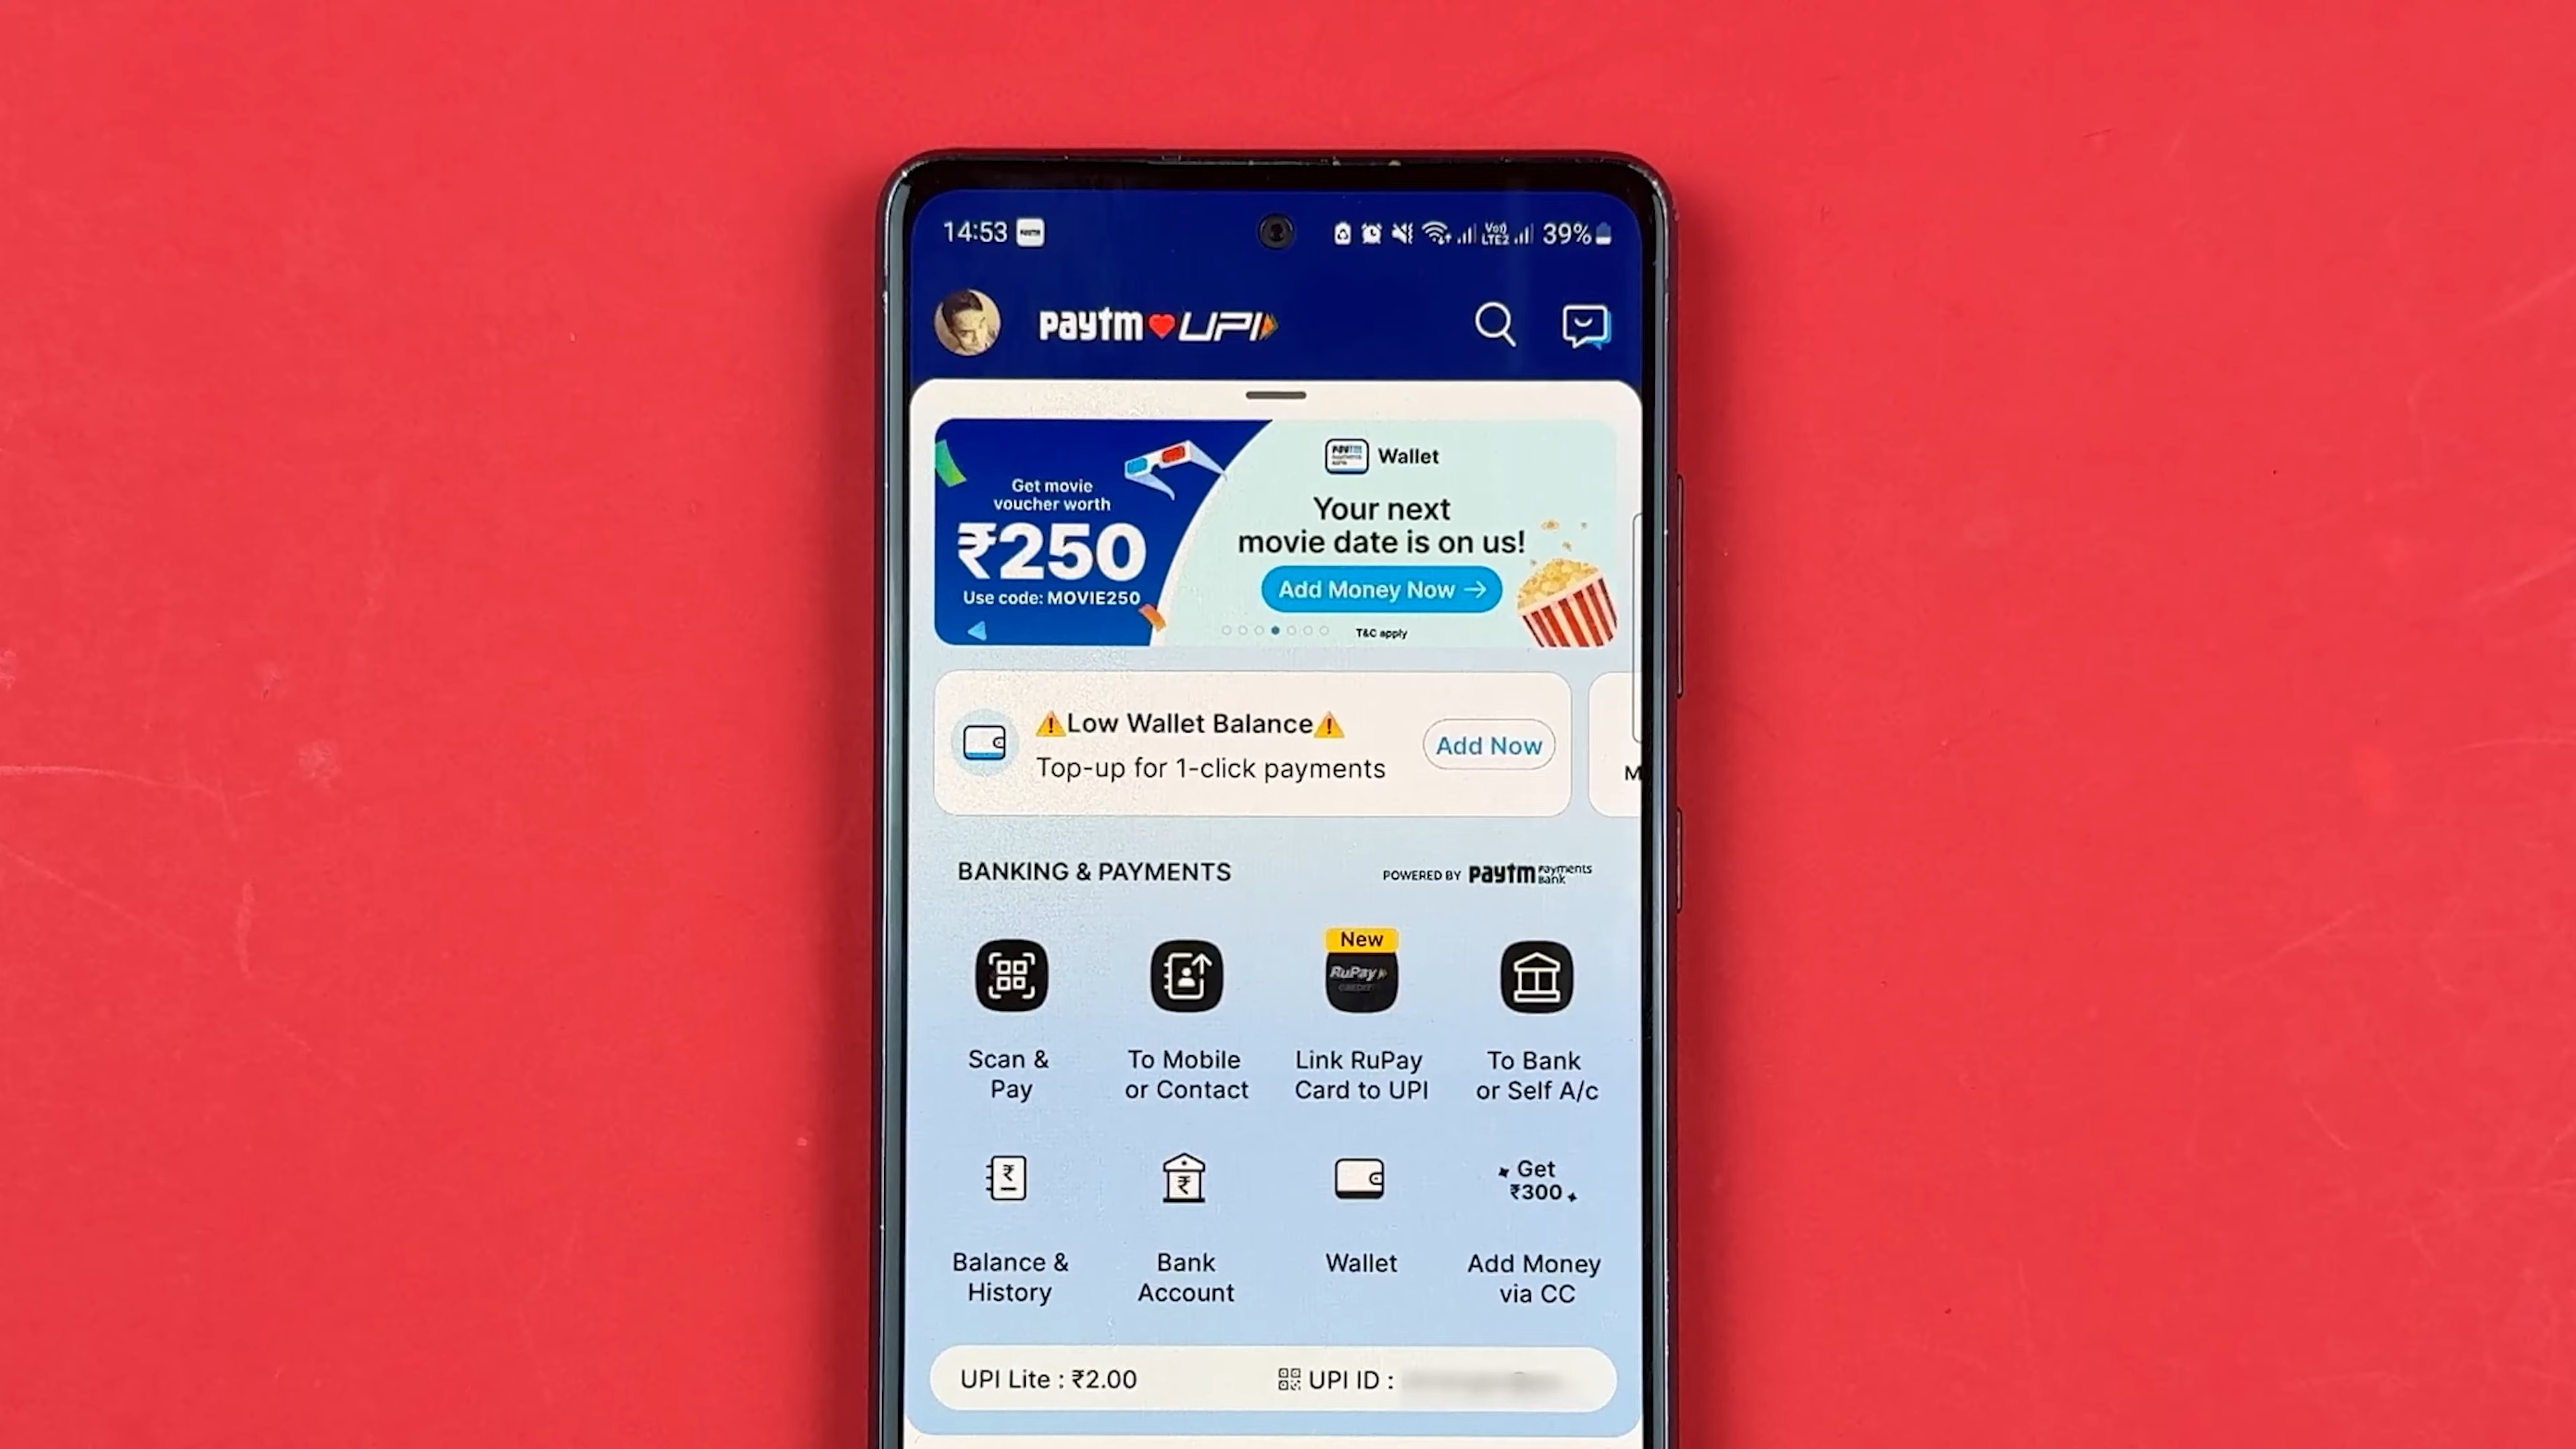 14:53
Vo)) LTE2 39%
paytm UPI
Get movie
voucher worth
₹250
Use code: MOVIE250
Wallet
Your next
movie date is on us!
Add Money Now →
T&C apply
⚠Low Wallet Balance⚠
Top-up for 1-click payments
Add Now
M
BANKING & PAYMENTS
POWERED BY paytm Payments Bank
New
RuPay
CREDIT
Scan &
Pay
To Mobile
or Contact
Link RuPay
Card to UPI
To Bank
or Self A/c
Get
₹300
Balance &
History
Bank
Account
Wallet
Add Money
via CC
UPI Lite : ₹2.00
UPI ID :